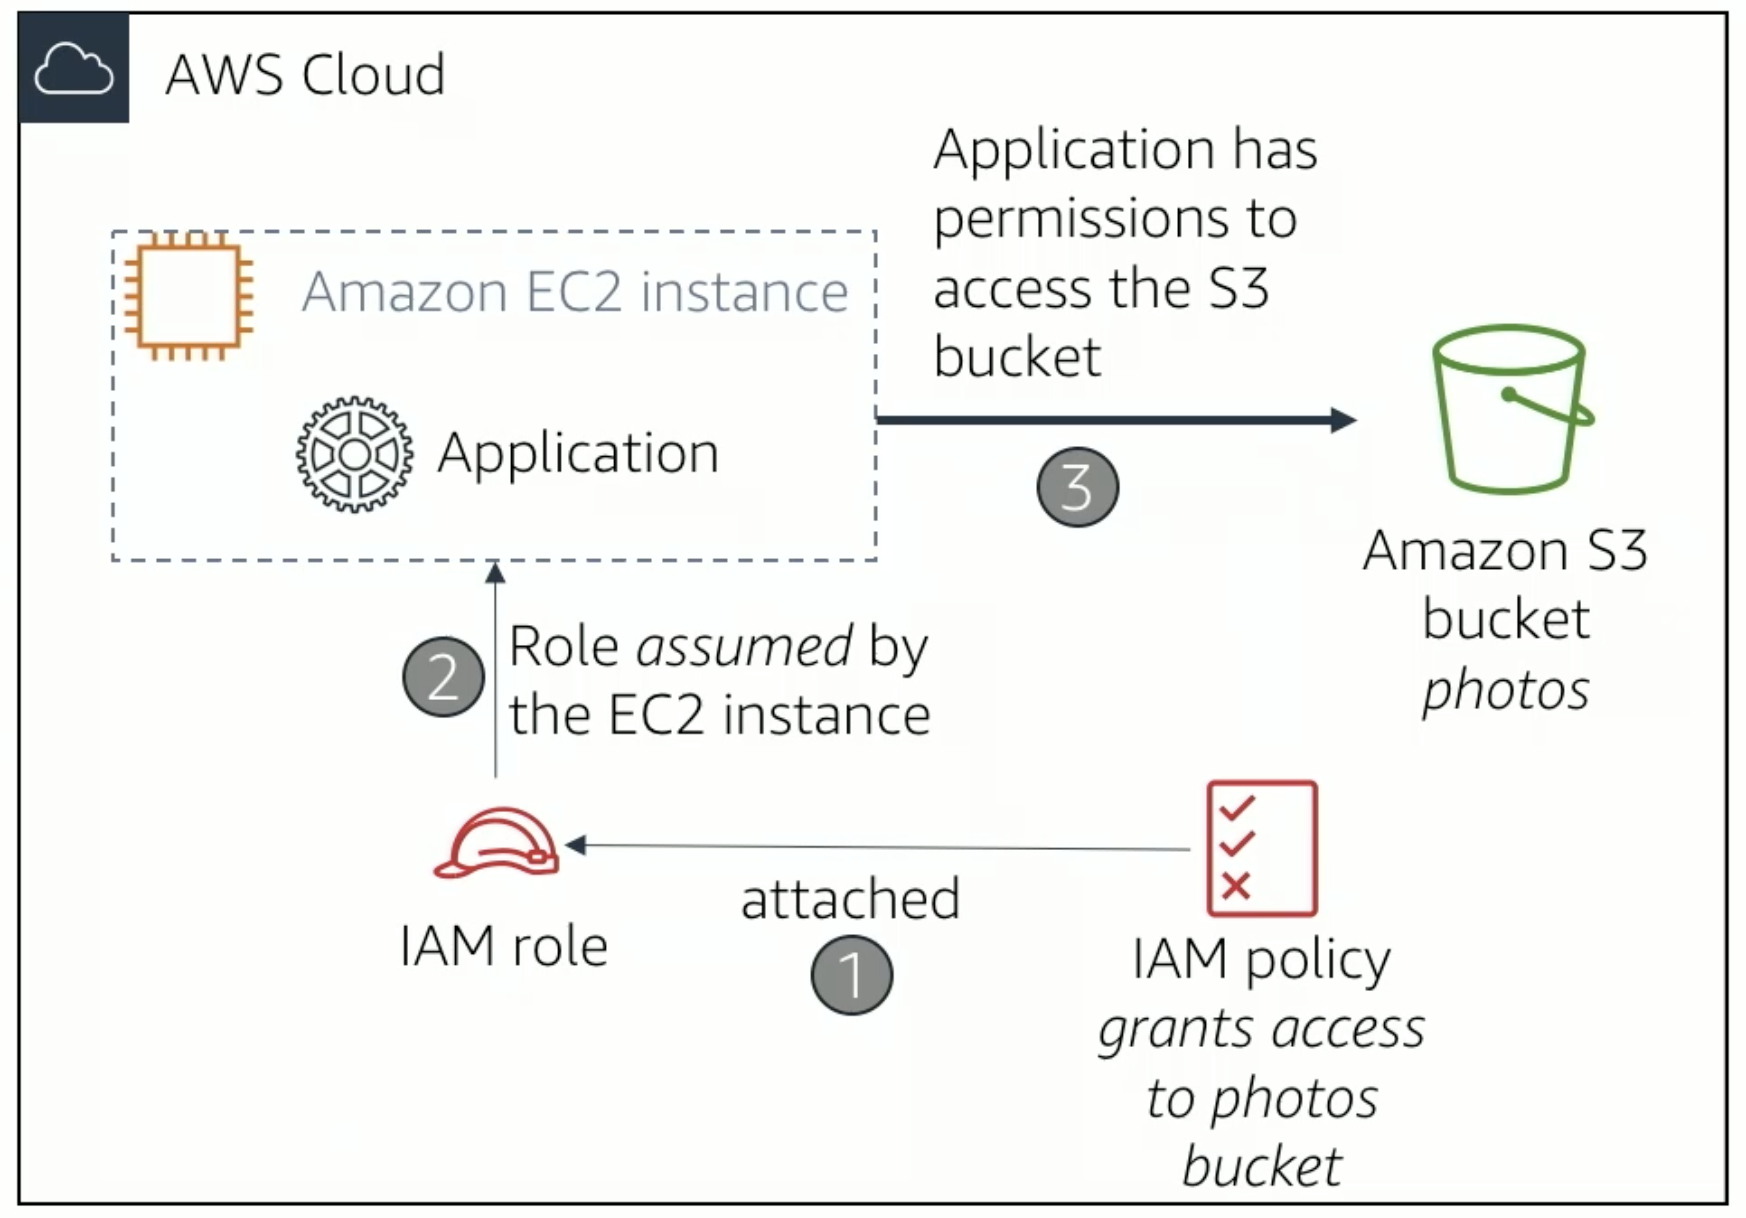 AWS Cloud
Application has
permissions to
access the S3
bucket
Amazon EC2 instance
Application
3
Amazon S3
bucket
photos
2
Role assumed by
the EC2 instance
IAM role
attached
1
IAM policy
grants access
to photos
bucket